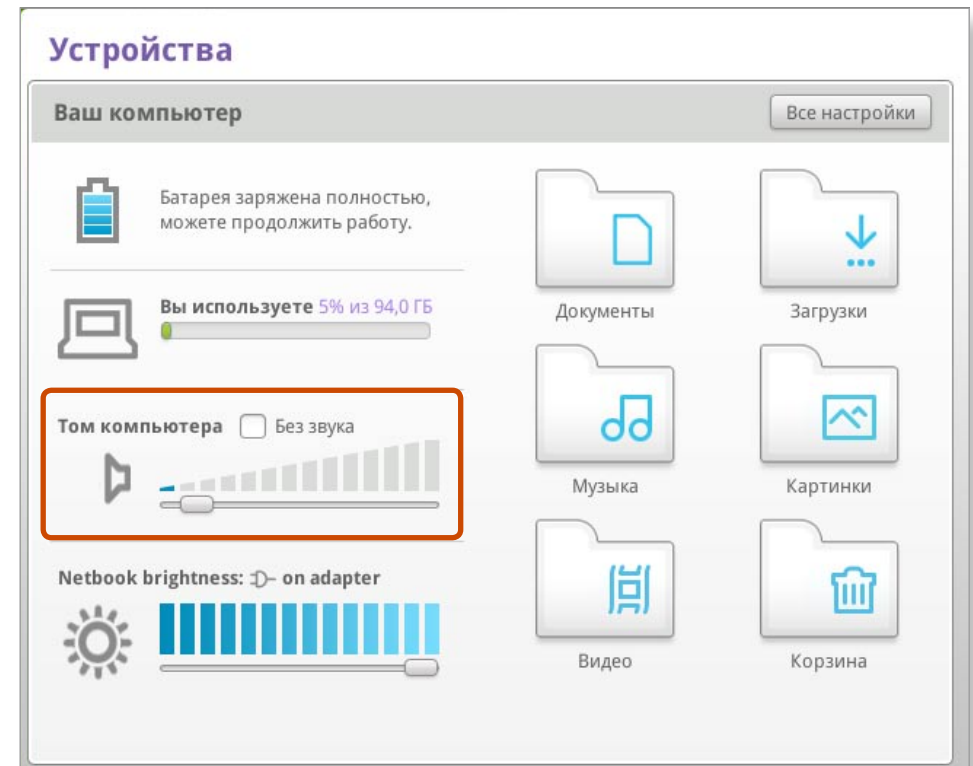 Устройства
Ваш компьютер
Все настройки
Батарея заряжена полностью,
можете продолжить работу.
Вы используете 5% из 94,0 ГБ
Том компьютера
Без звука
Netbook brightness: on adapter
Документы
Загрузки
Музыка
Картинки
Видео
Корзина